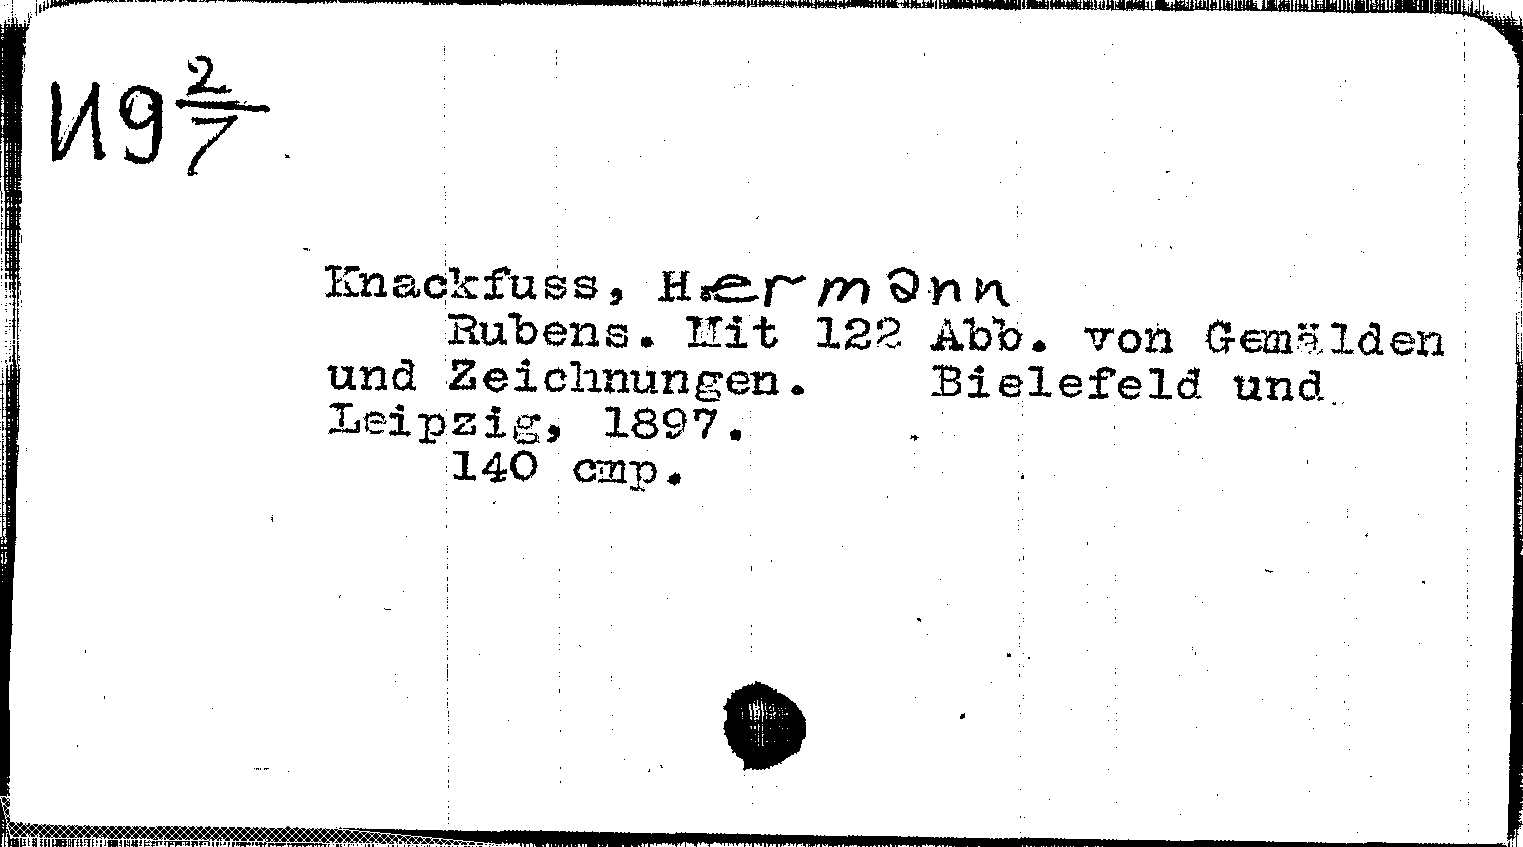 И9 2/7
Knackfuss, Hermann
Rubens. Mit 122 Abb. von Gemälden
und Zeichnungen. Bielefeld und
Leipzig, 1897.
140 стр.